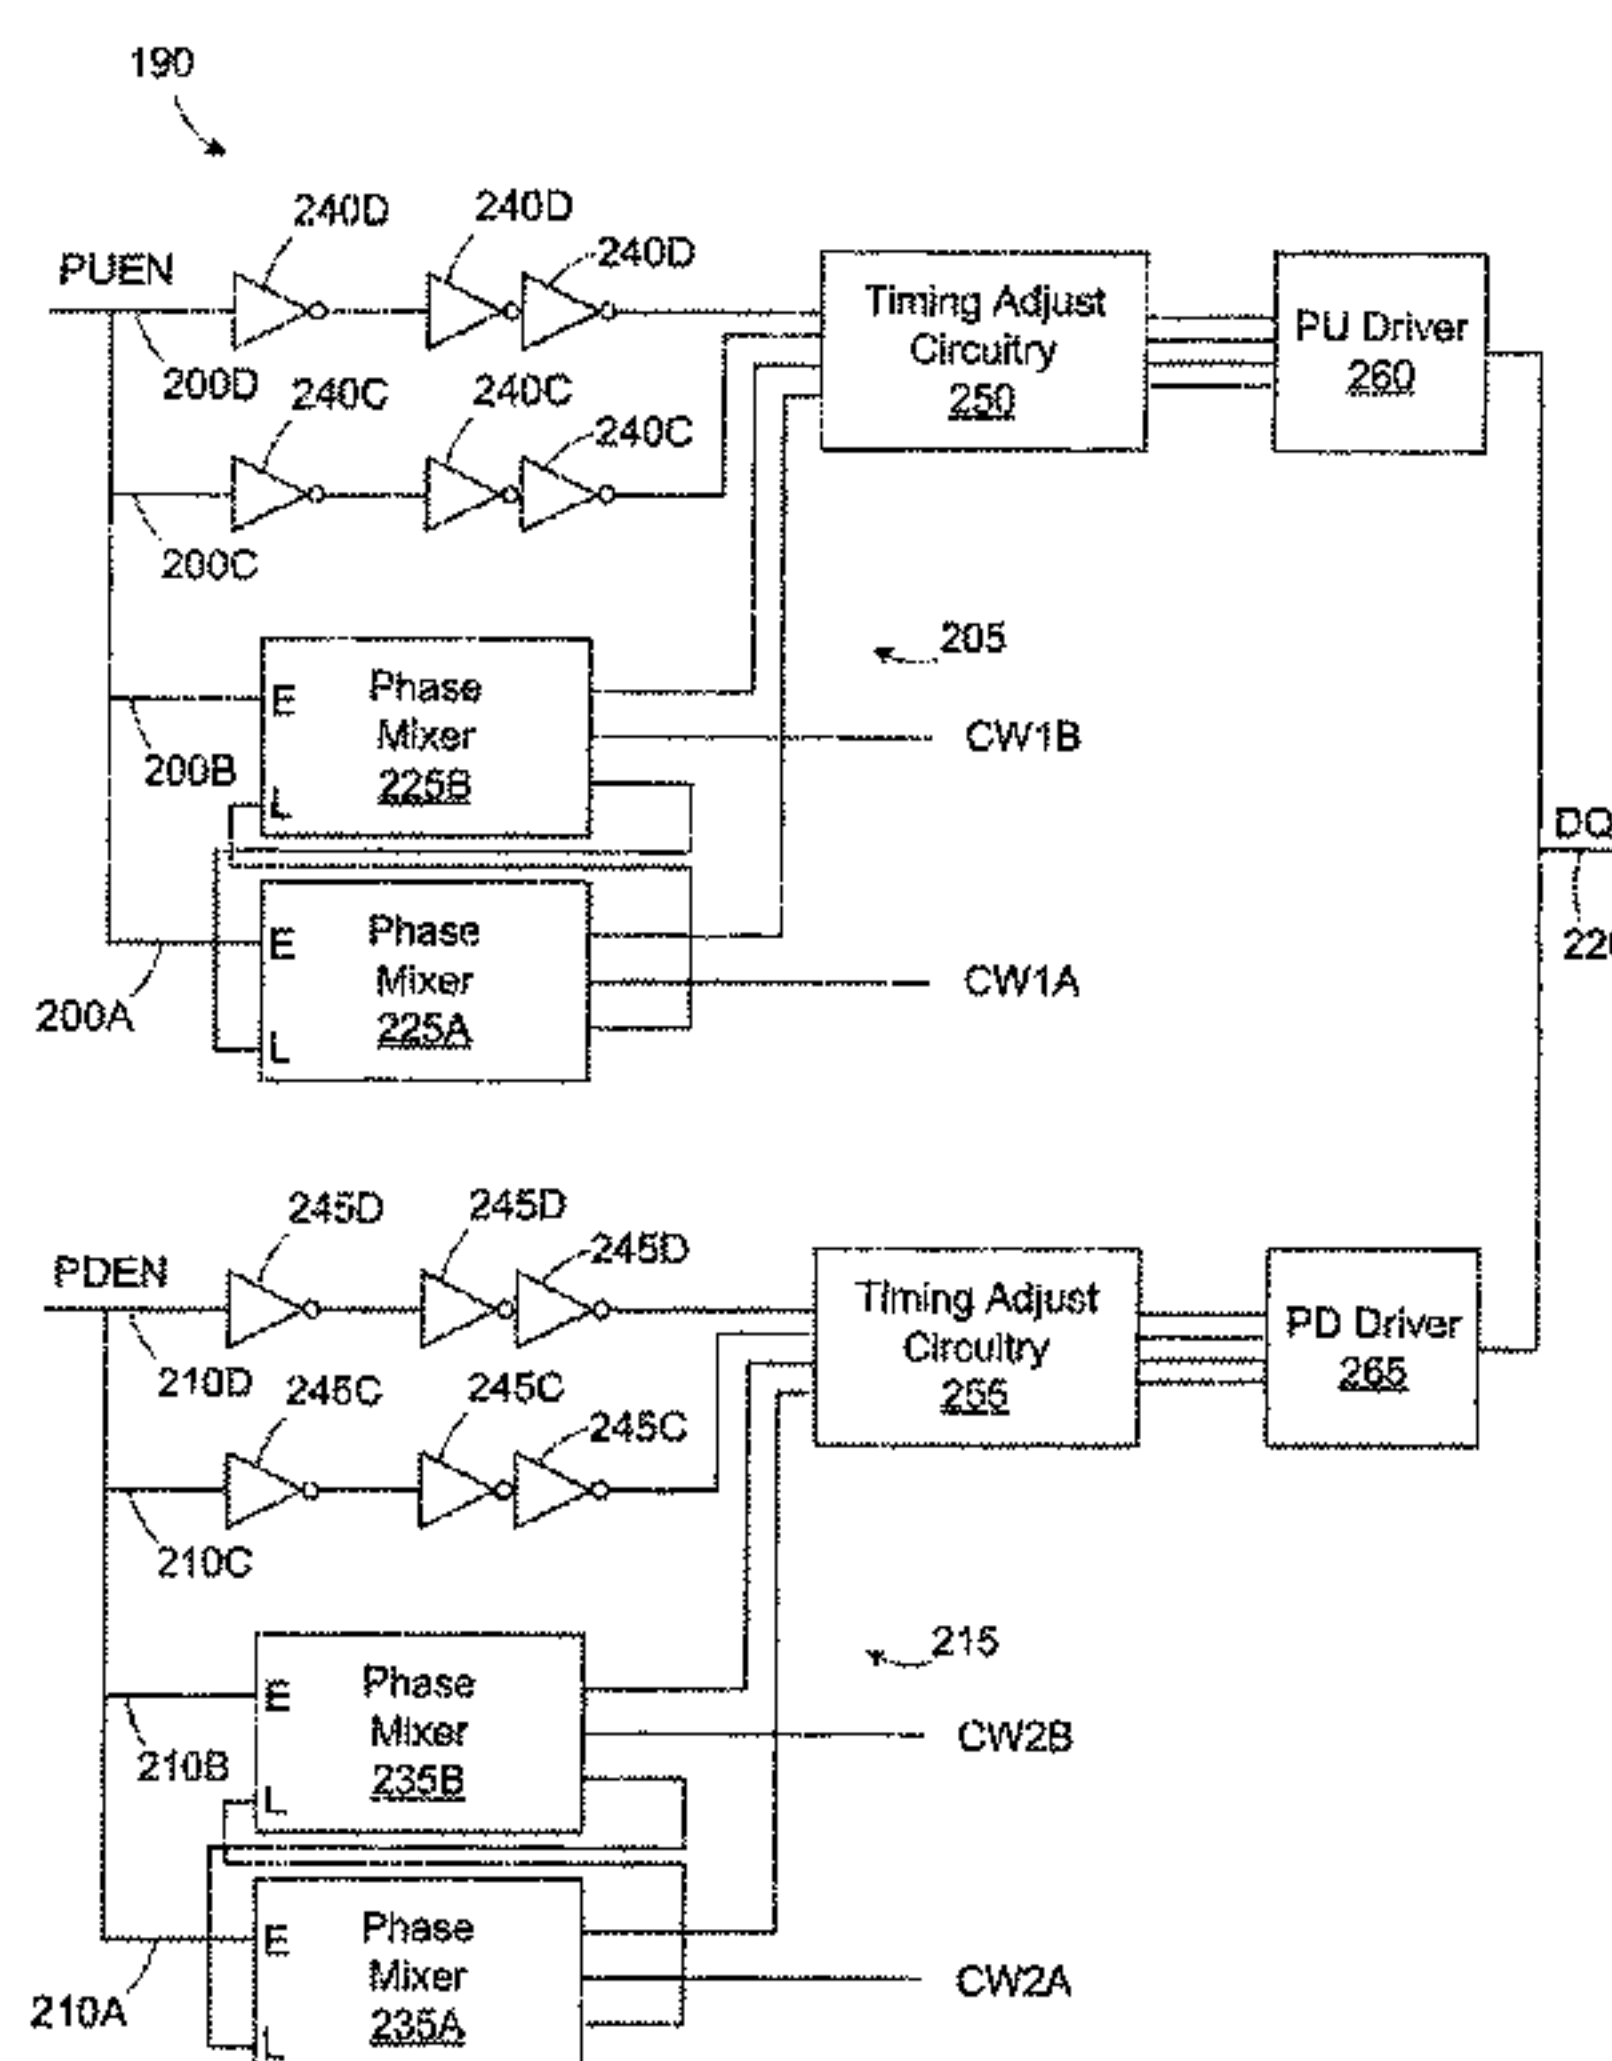 190
240D
240D
240D
PUEN
200D
240C
240C
240C
200C
Timing Adjust
Circuitry
250
PU Driver
260
205
E
Phase
Mixer
225B
L
CW1B
200B
E
Phase
Mixer
225A
L
CW1A
200A
DQ
245D
245D
245D
PDEN
210D
245C
245C
245C
210C
Timing Adjust
Circuitry
255
PD Driver
265
215
E
Phase
Mixer
235B
L
CW2B
210B
E
Phase
Mixer
235A
L
CW2A
210A